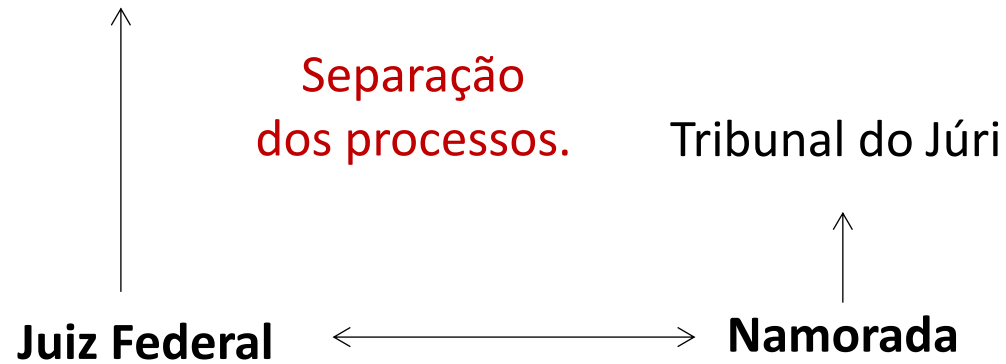 Separação
dos processos.
Tribunal do Júri
Juiz Federal
Namorada